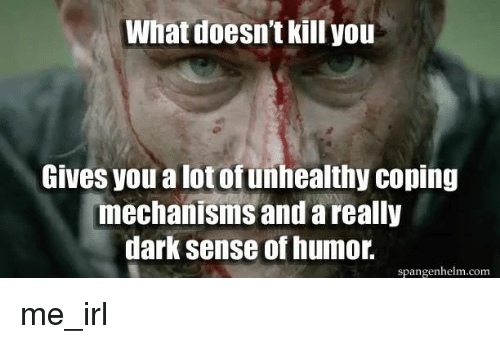 What doesn't kill you
Gives you a lot of unhealthy coping
mechanisms and a really
dark sense of humor.
spangenhelm.com
me_irl